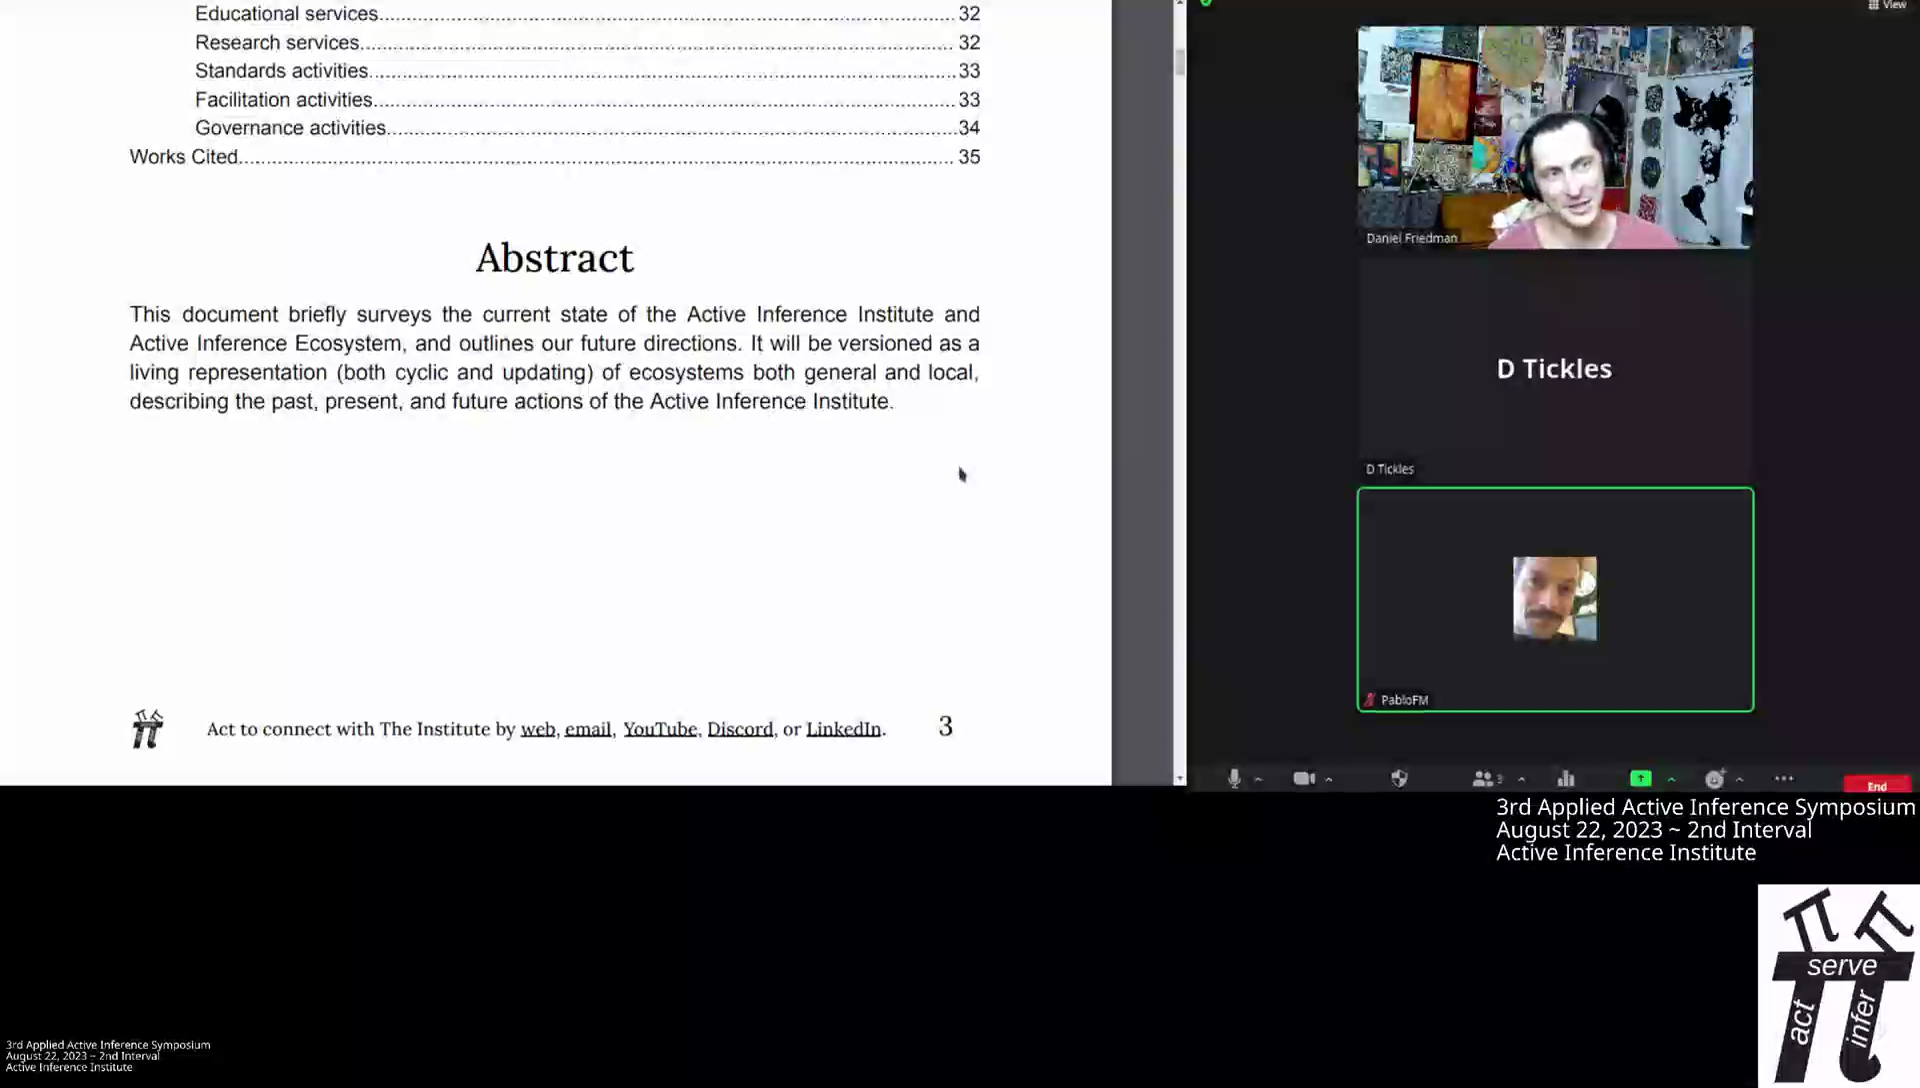 Educational services 32
Research services 32
Standards activities 33
Facilitation activities 33
Governance activities 34
Works Cited 35
Abstract
This document briefly surveys the current state of the Active Inference Institute and
Active Inference Ecosystem, and outlines our future directions. It will be versioned as a
living representation (both cyclic and updating) of ecosystems both general and local,
describing the past, present, and future actions of the Active Inference Institute.
Act to connect with The Institute by web, email, YouTube, Discord, or LinkedIn. 3
View
Daniel Friedman
D Tickles
D Tickles
PabloFM
3
End
3rd Applied Active Inference Symposium
August 22, 2023 ~ 2nd Interval
Active Inference Institute
serve
act
infer
3rd Applied Active Inference Symposium
August 22, 2023 ~ 2nd Interval
Active Inference Institute